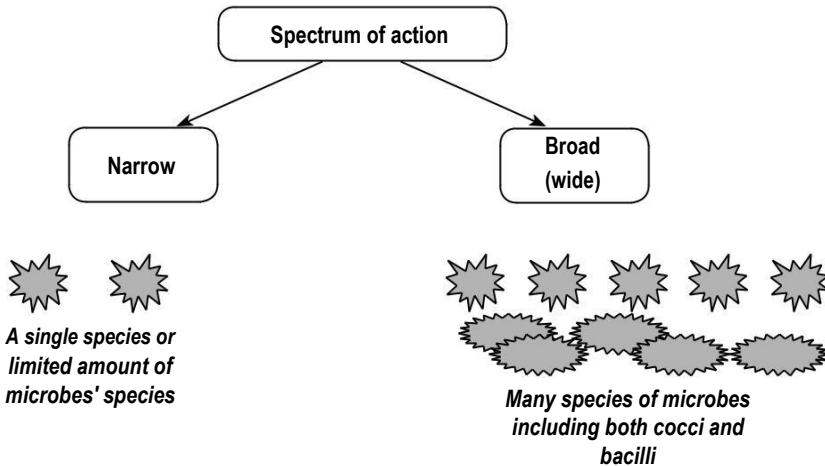 Spectrum of action
Narrow
Broad
(wide)
A single species or
limited amount of
microbes' species
Many species of microbes
including both cocci and
bacilli